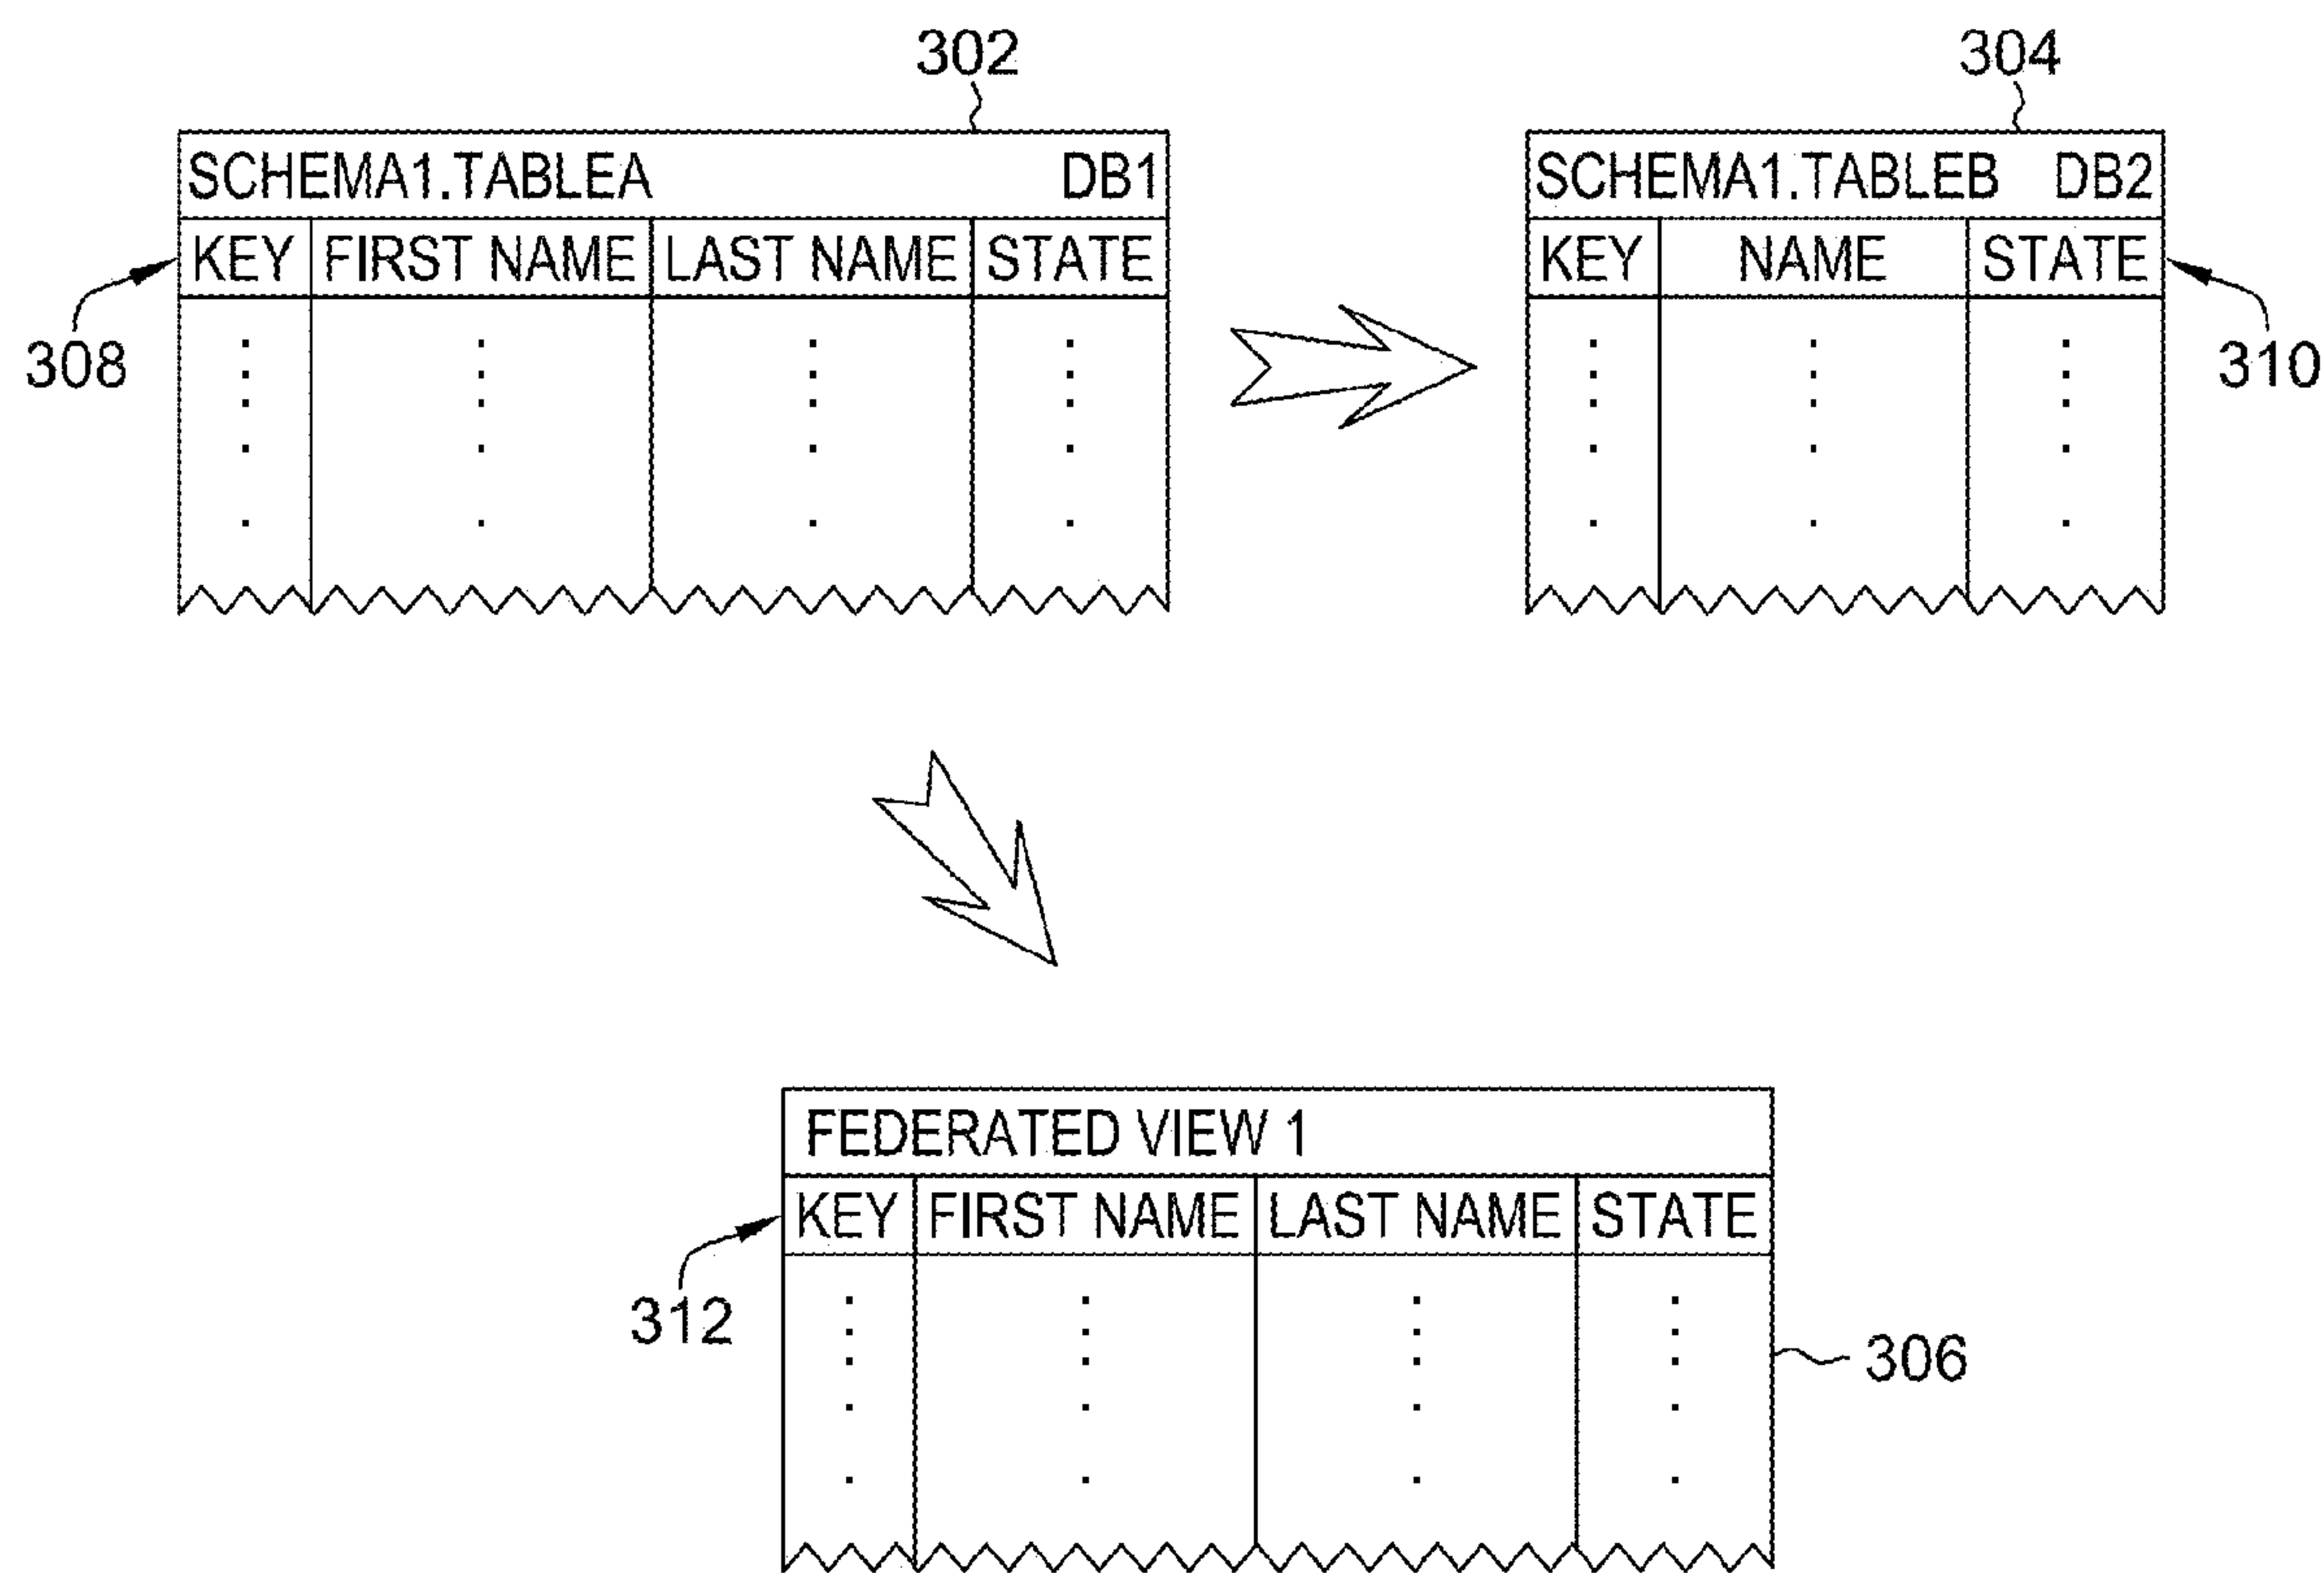 302
304
SCHEMA1.TABLEA DB1
SCHEMA1.TABLEB DB2
KEY FIRST NAME LAST NAME STATE
KEY NAME STATE
308
310
FEDERATED VIEW 1
KEY FIRST NAME LAST NAME STATE
312
306